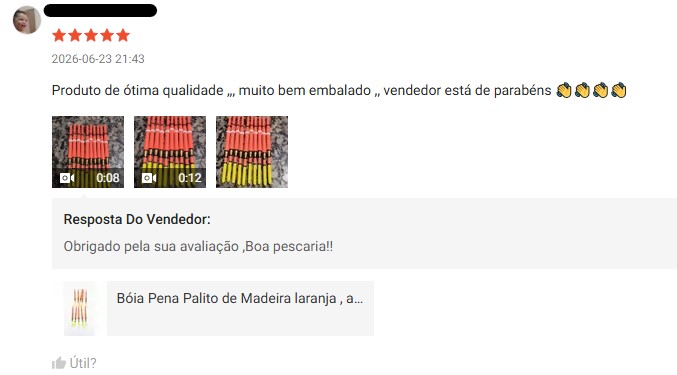 2026-06-23 21:43
Produto de ótima qualidade ,,, muito bem embalado ,, vendedor está de parabéns 👏👏👏👏
0:08
0:12
Resposta Do Vendedor:
Obrigado pela sua avaliação ,Boa pescaria!!
Bóia Pena Palito de Madeira laranja , a...
Útil?